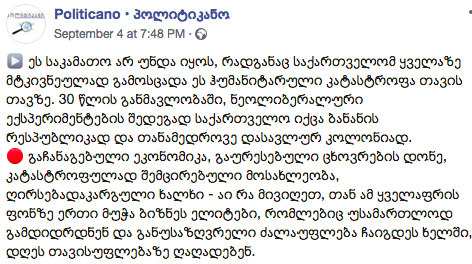 Politicano • პოლიტიკანო
September 4 at 7:48 PM ·
ეს საკამათო არ უნდა იყოს, რადგანაც საქართველომ ყველაზე
მტკივნეულად გამოსცადა ეს ჰუმანიტარული კატასტროფა თავის
თავზე. 30 წლის განმავლობაში, ნეოლიბერალური
ექსპერიმენტების შედეგად საქართველო იქცა ბანანის
რესპუბლიკად და თანამედროვე დასავლურ კოლონიად.
გაჩანაგებული ეკონომიკა, გაურესებული ცხოვრების დონე,
კატასტროფულად შემცირებული მოსახლეობა,
ღირსებადაკარგული ხალხი - აი რა მივიღეთ, თან ამ ყველაფრის
ფონზე ერთი მუჭა ბიზნეს ელიტები, რომლებიც უსამართლოდ
გამდიდრდნენ და განუსაზღვრელი ძალაუფლება ჩაიგდეს ხელში,
დღეს თავისუფლებაზე ღაღადებენ.